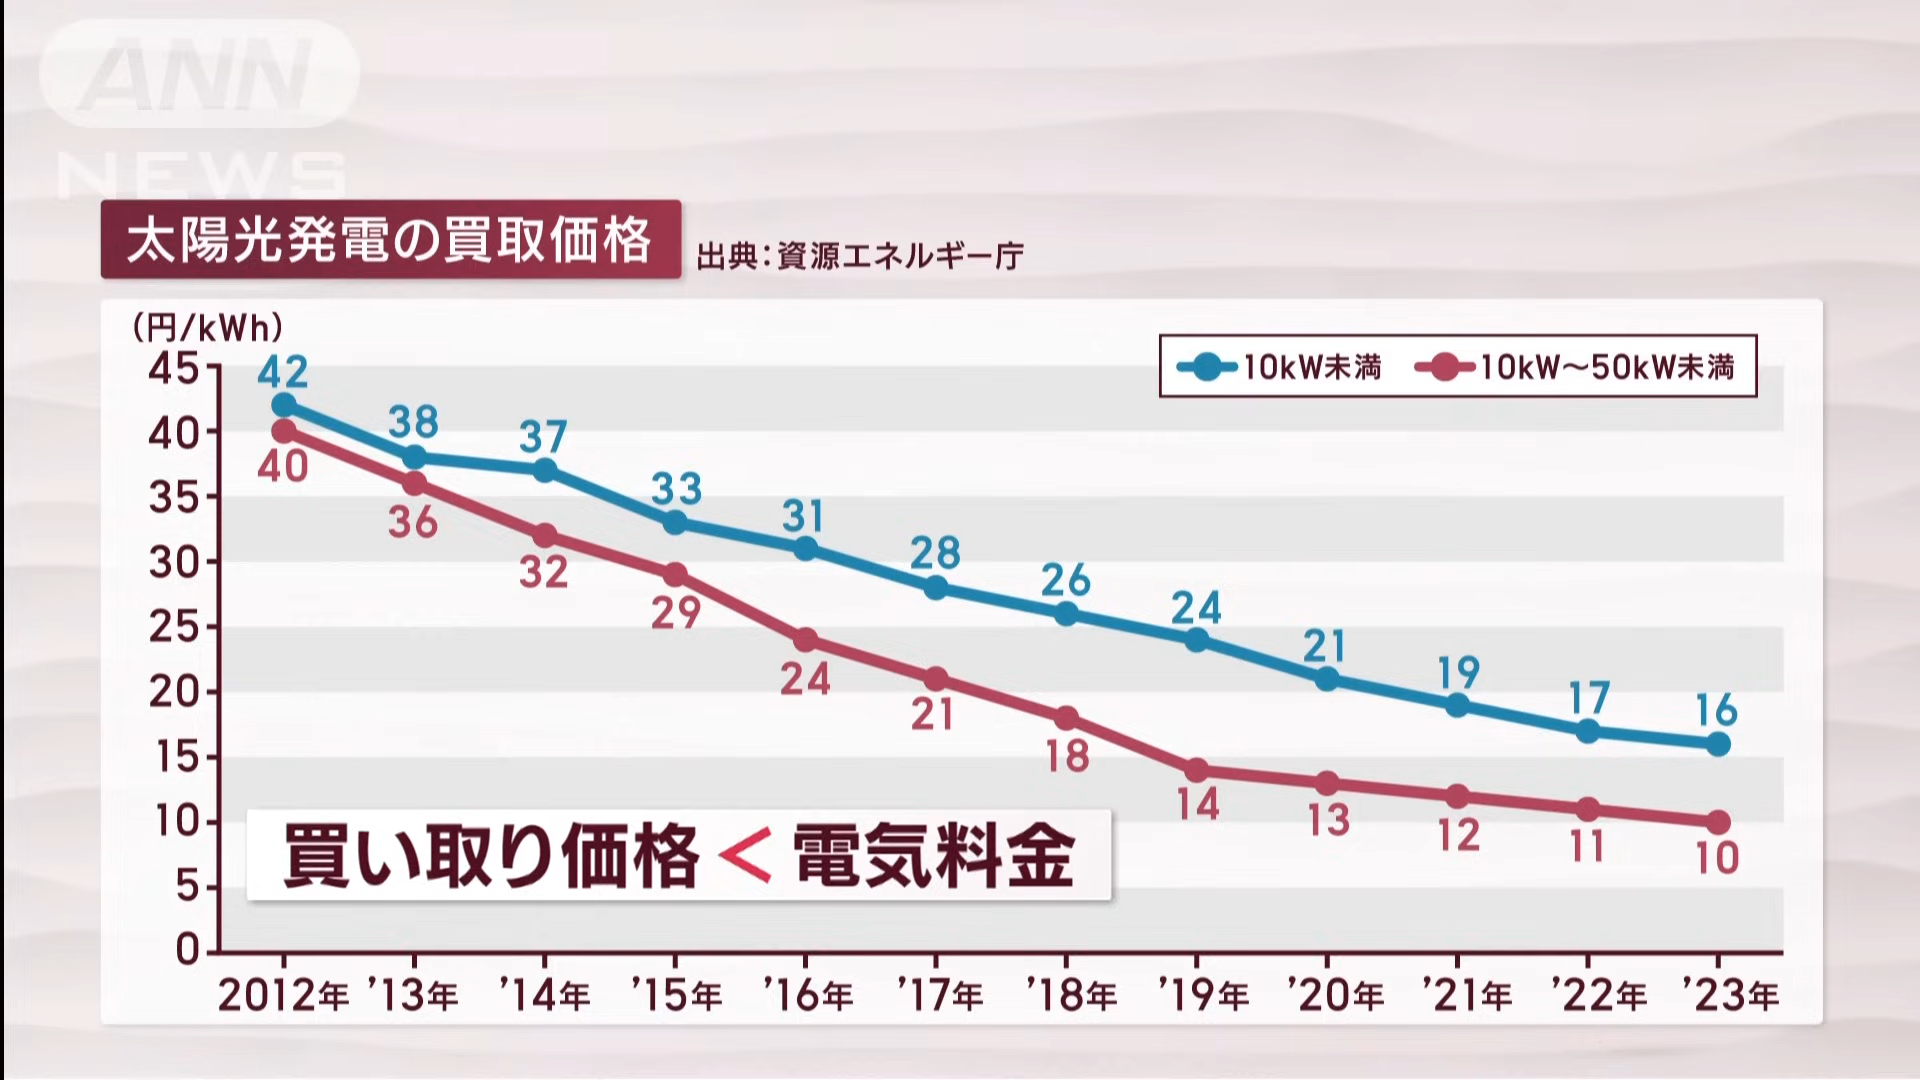 ANN
NEWS
太陽光発電の買取価格 出典：資源エネルギー庁
(円/kWh)
10kW未満 10kW～50kW未満
45
40
35
30
25
20
15
10
5
0
42 38 37 33 31 28 26 24 21 19 17 16
40 36 32 29 24 21 18 14 13 12 11 10
買い取り価格 < 電気料金
2012年 ’13年 ’14年 ’15年 ’16年 ’17年 ’18年 ’19年 ’20年 ’21年 ’22年 ’23年